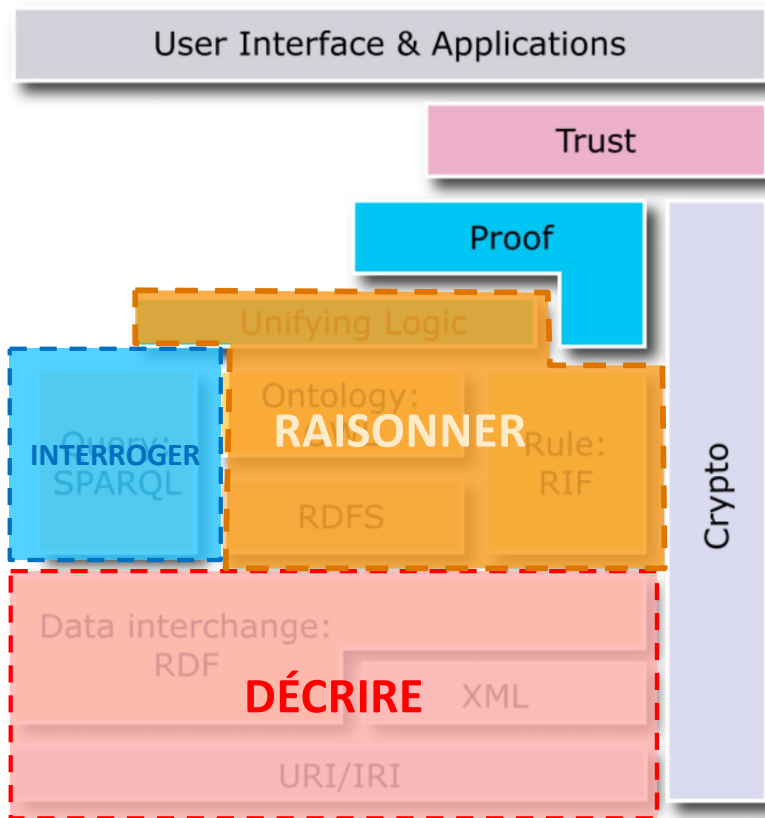 User Interface & Applications
Trust
Proof
Unifying Logic
Ontology:
OWL
RAISONNER
Query:
SPARQL
INTERROGER
Rule:
RIF
RDFS
Crypto
Data interchange:
RDF
DÉCRIRE
XML
URI/IRI